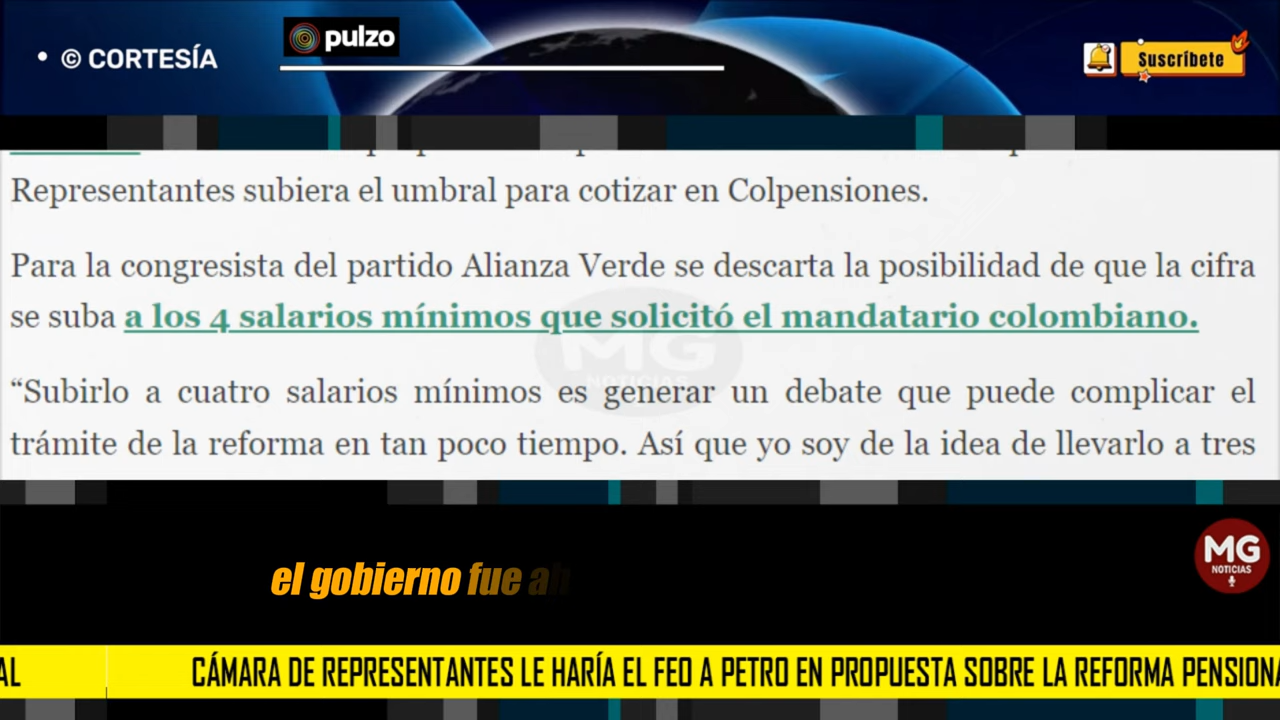 • © CORTESÍA
pulzo
Suscríbete
Representantes subiera el umbral para cotizar en Colpensiones.
Para la congresista del partido Alianza Verde se descarta la posibilidad de que la cifra
se suba a los 4 salarios mínimos que solicitó el mandatario colombiano.
“Subirlo a cuatro salarios mínimos es generar un debate que puede complicar el
trámite de la reforma en tan poco tiempo. Así que yo soy de la idea de llevarlo a tres
MG
NOTICIAS
el gobierno fue
MG
NOTICIAS
AL
CÁMARA DE REPRESENTANTES LE HARÍA EL FEO A PETRO EN PROPUESTA SOBRE LA REFORMA PENSIONA